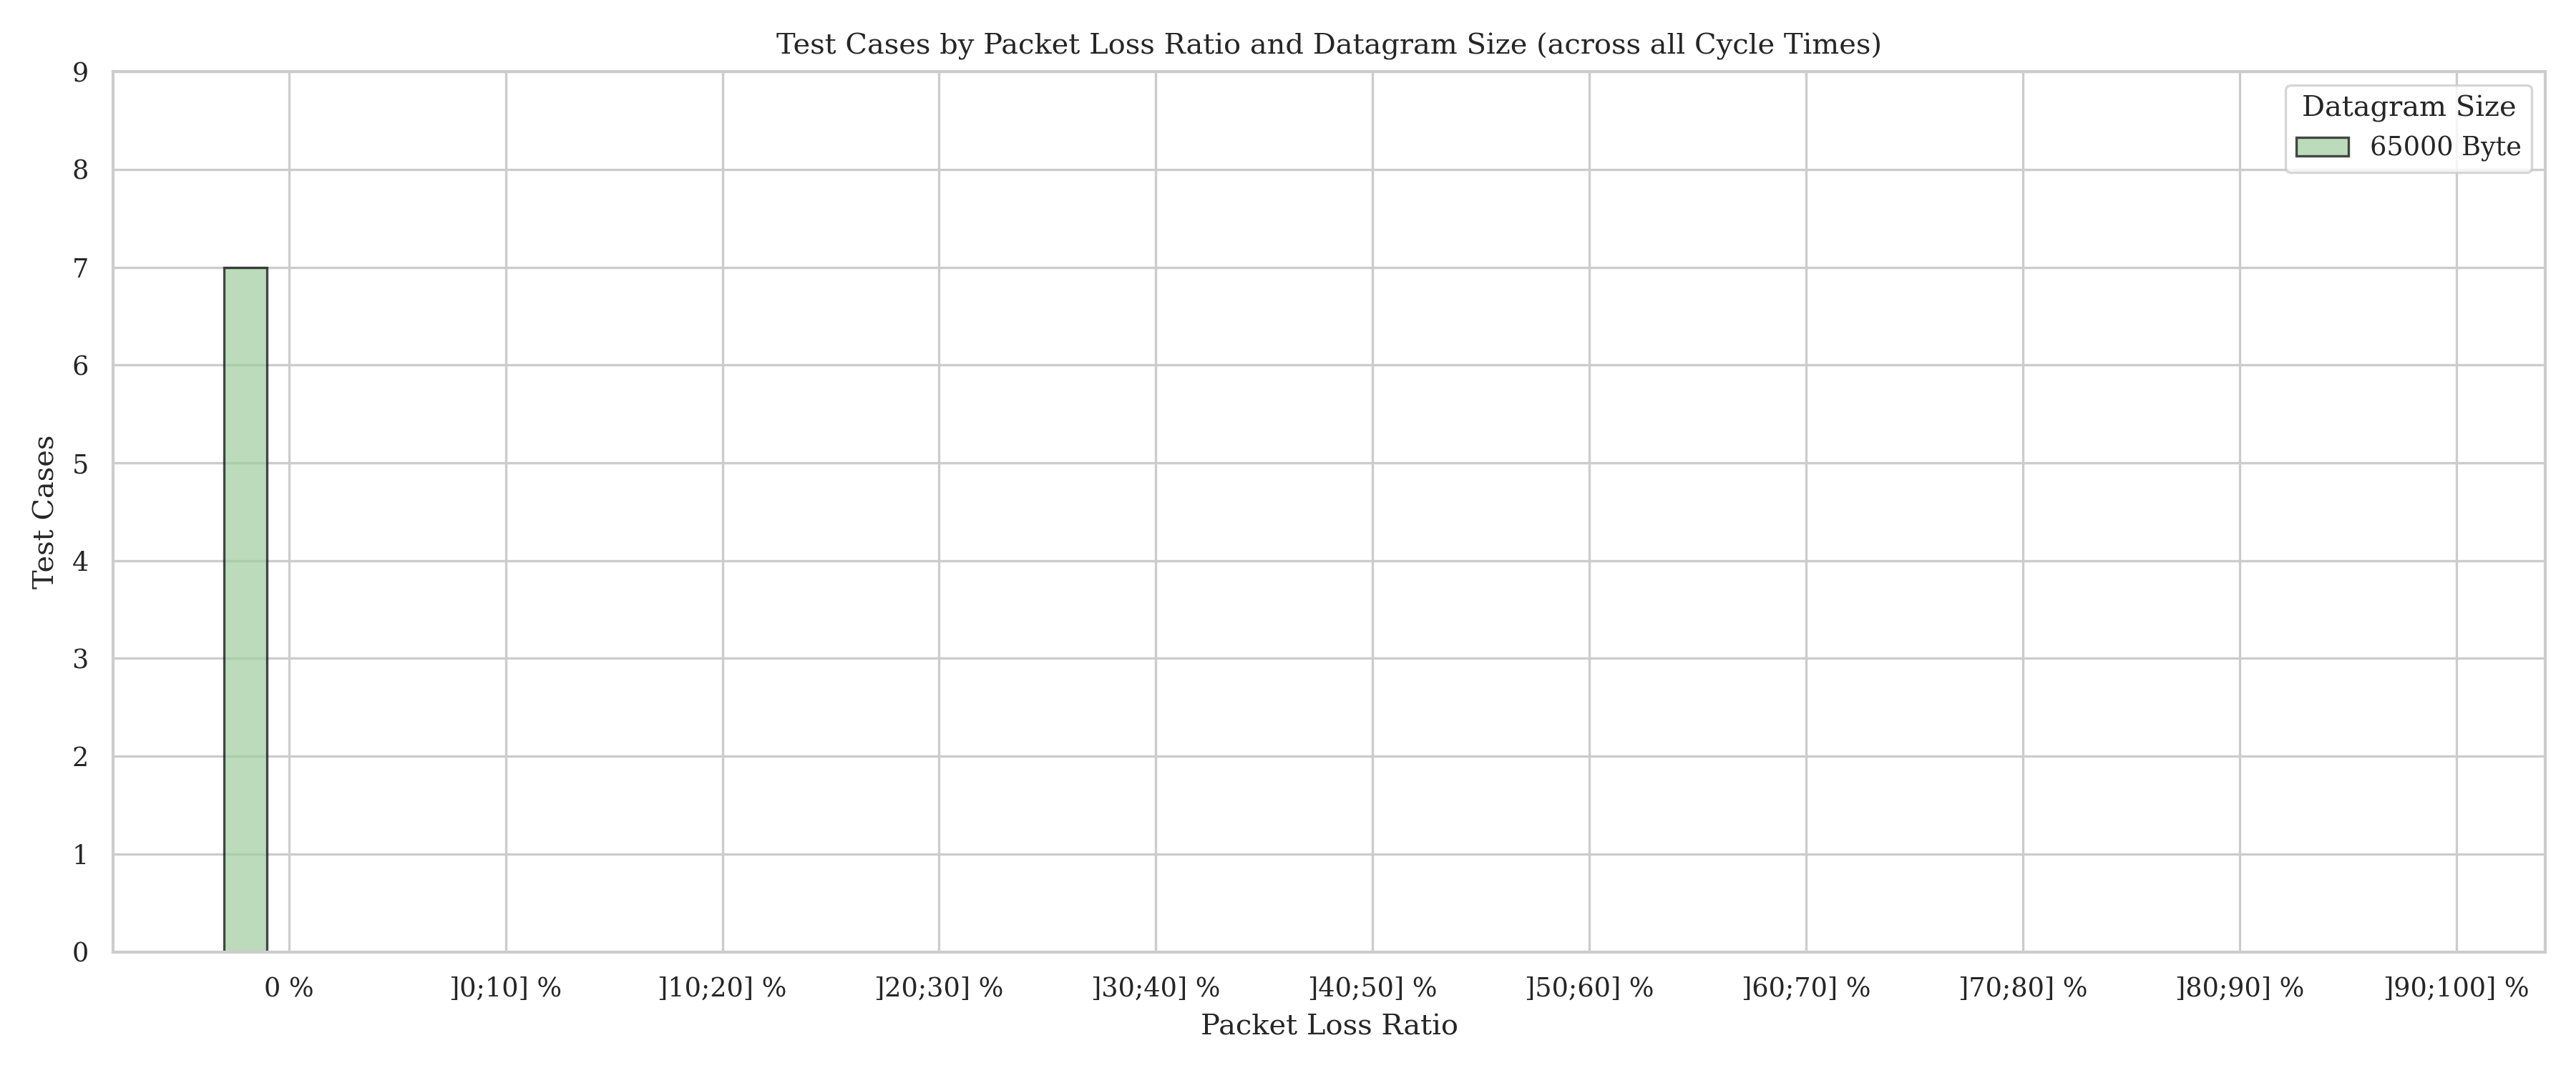 Test Cases by Packet Loss Ratio and Datagram Size (across all Cycle Times)
Datagram Size
65000 Byte
9
8
7
6
5
4
3
2
1
0
Test Cases
0 % ]0;10] % ]10;20] % ]20;30] % ]30;40] % ]40;50] % ]50;60] % ]60;70] % ]70;80] % ]80;90] % ]90;100] %
Packet Loss Ratio